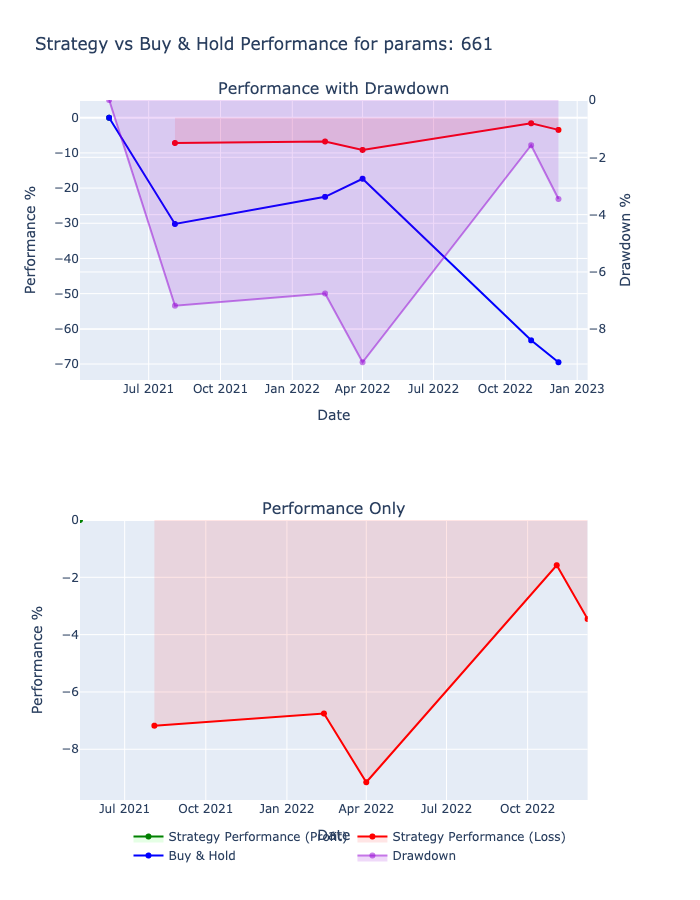 Strategy vs Buy & Hold Performance for params: 661
Performance with Drawdown
0
−10
−20
−30
−40
−50
−60
−70
Performance %
0
−2
−4
−6
−8
Drawdown %
Jul 2021 Oct 2021 Jan 2022 Apr 2022 Jul 2022 Oct 2022 Jan 2023
Date
Performance Only
0
−2
−4
−6
−8
Performance %
Jul 2021 Oct 2021 Jan 2022 Apr 2022 Jul 2022 Oct 2022
Date
Strategy Performance (Profit) Strategy Performance (Loss)
Buy & Hold Drawdown